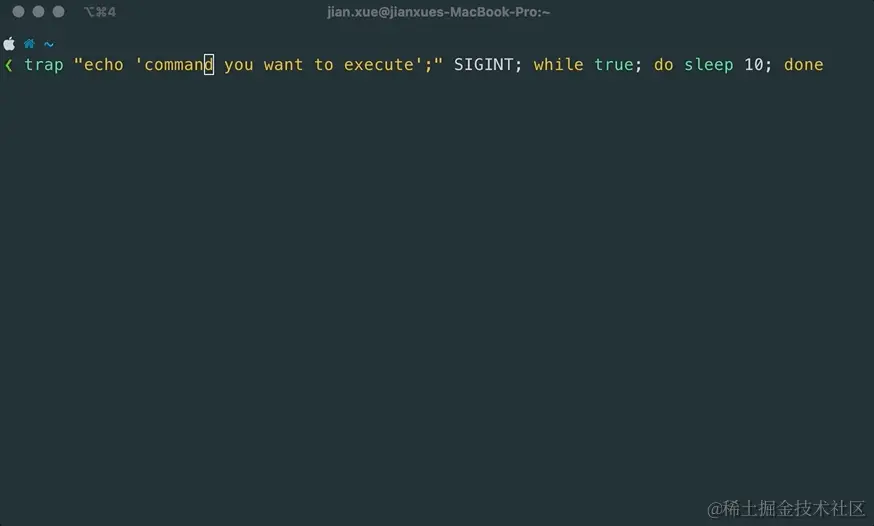 ⌥⌘4
jian.xue@jianxues-MacBook-Pro:~
~
❮ trap "echo 'command you want to execute';" SIGINT; while true; do sleep 10; done
@稀土掘金技术社区